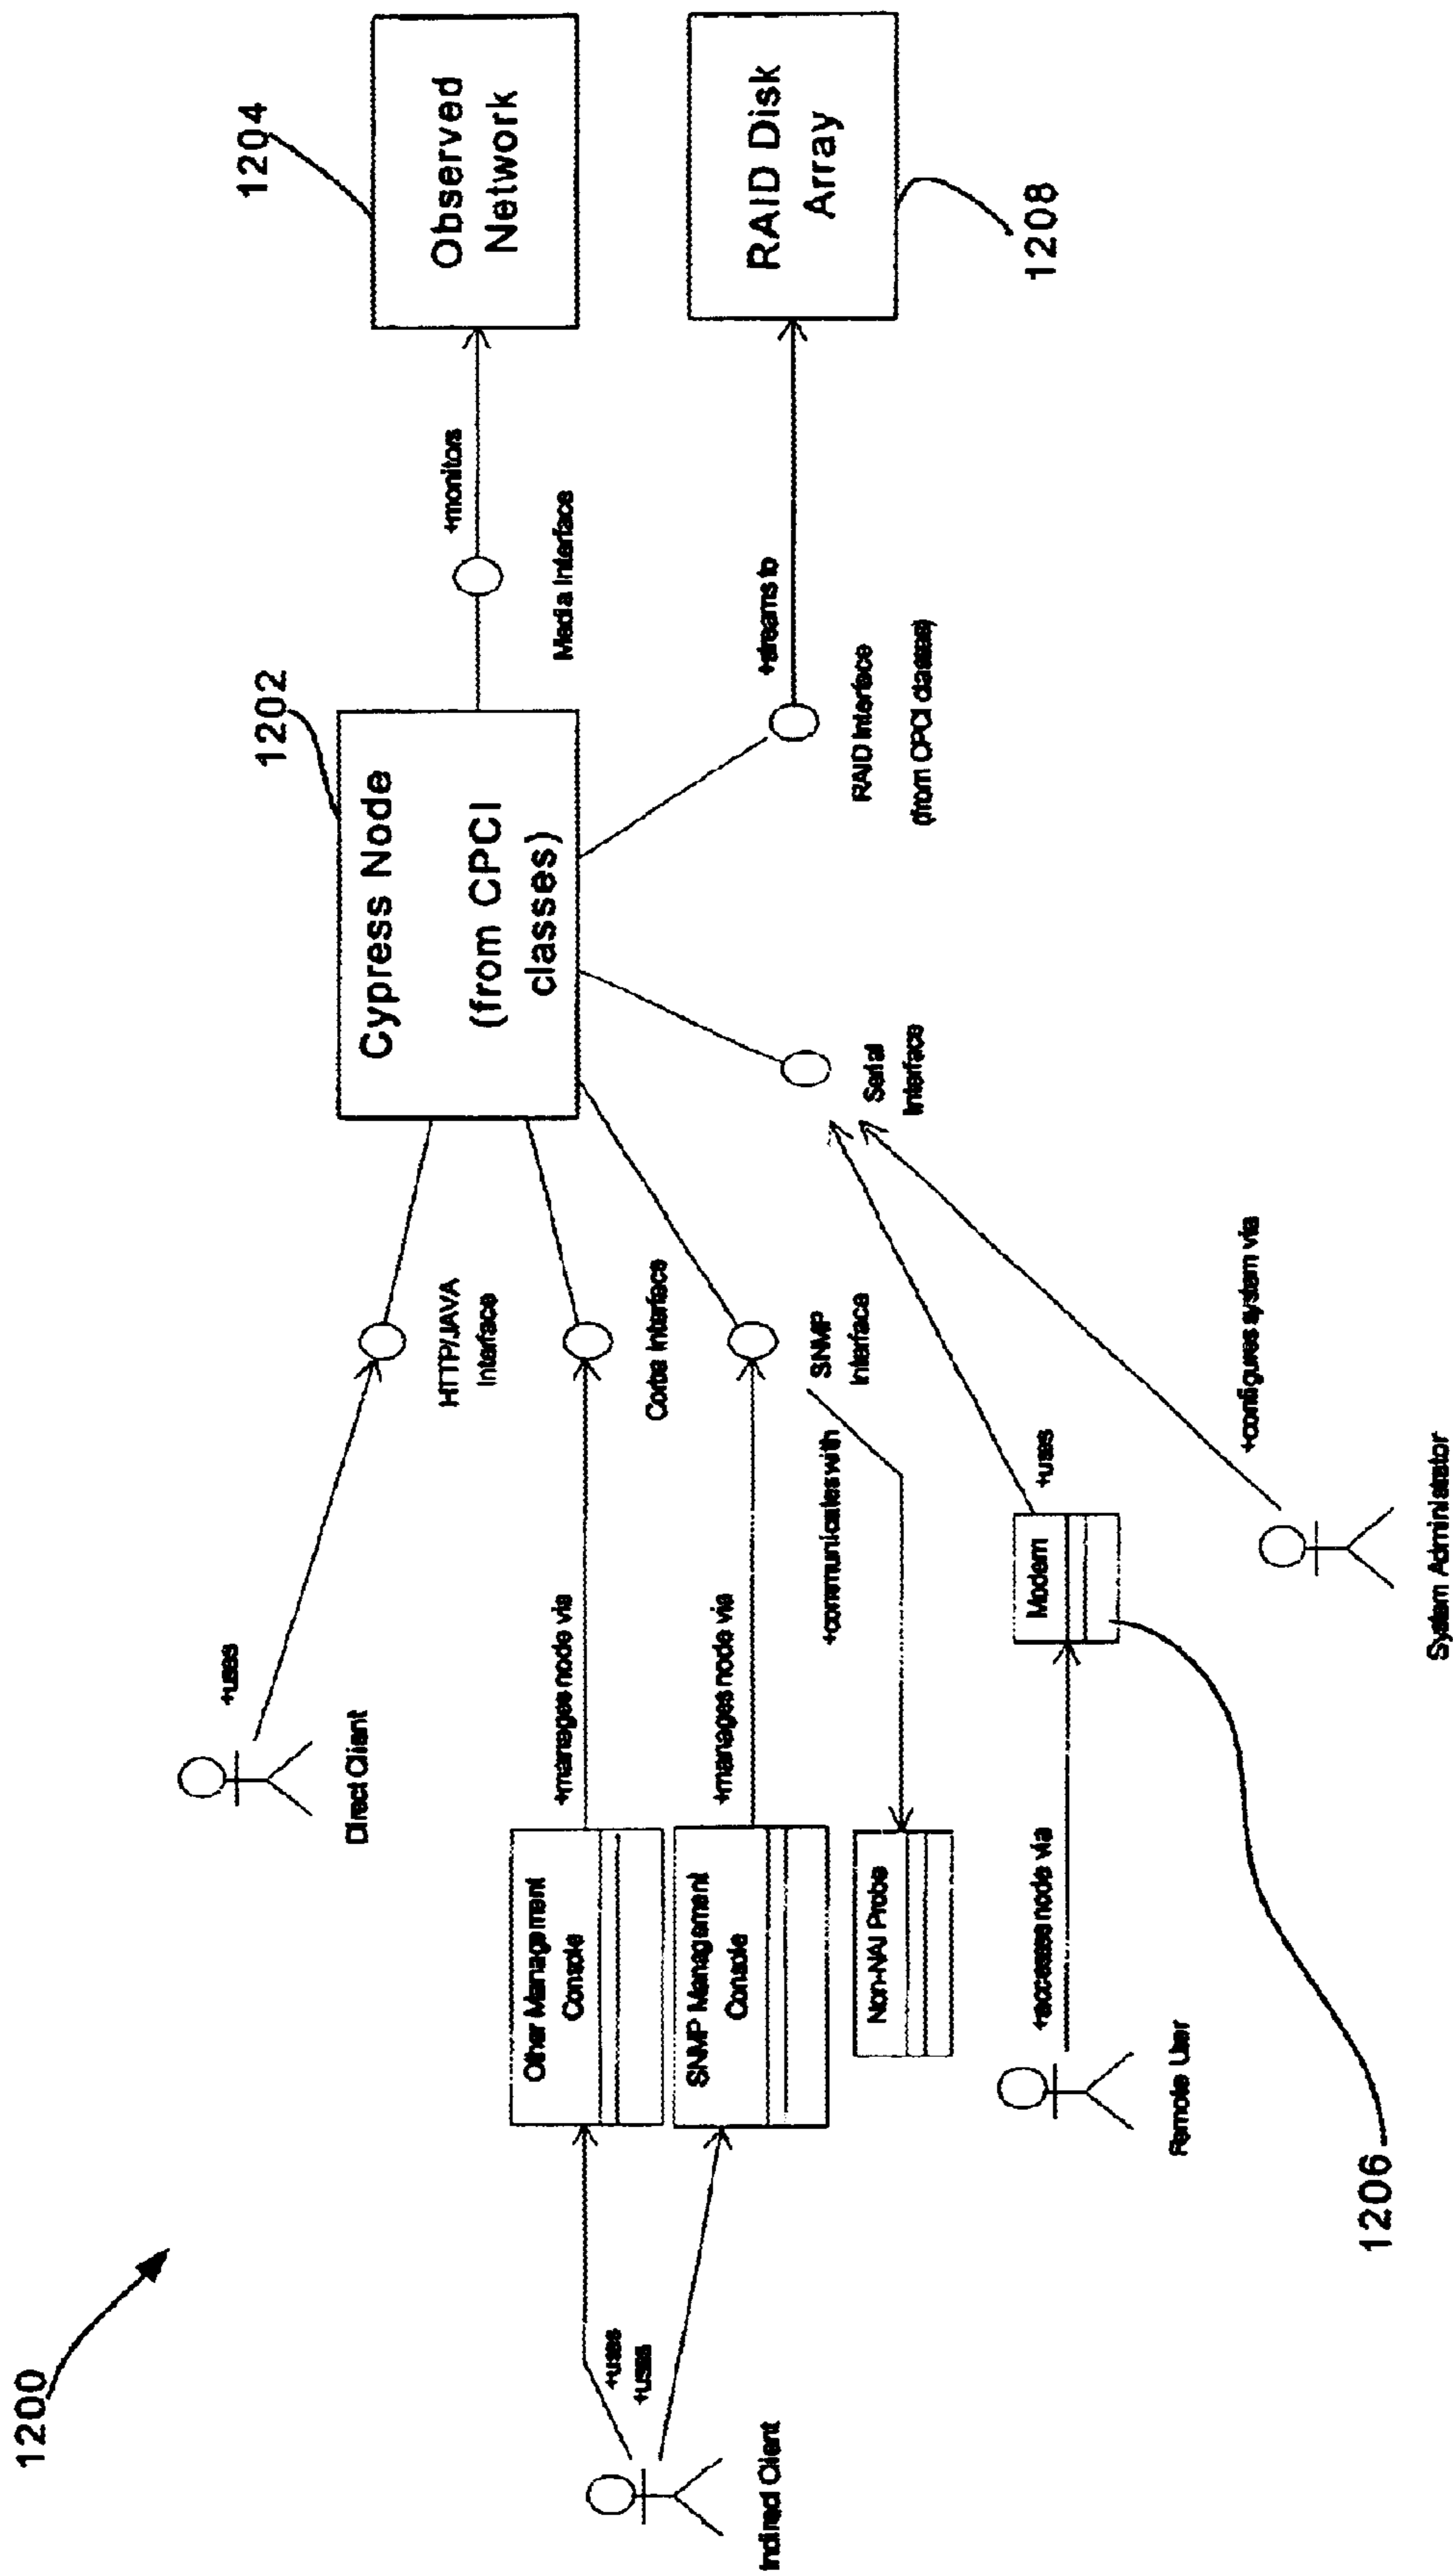 1200
1202
1204
1206
1208
Cypress Node
(from CPCI
classes)
Observed
Network
RAID Disk
Array
+monitors
Media Interface
+streams to
RAID Interface
(from CPCI classes)
Serial
Interface
HTTP/JAVA
Interface
Corba Interface
SNMP
Interface
+uses
Direct Client
+manages node via
+manages node via
+communicates with
Other Management
Console
SNMP Management
Console
Non-NAI Probe
+uses
+uses
Indirect Client
+accesses node via
Remote User
Modem
+uses
+configures system via
System Administrator